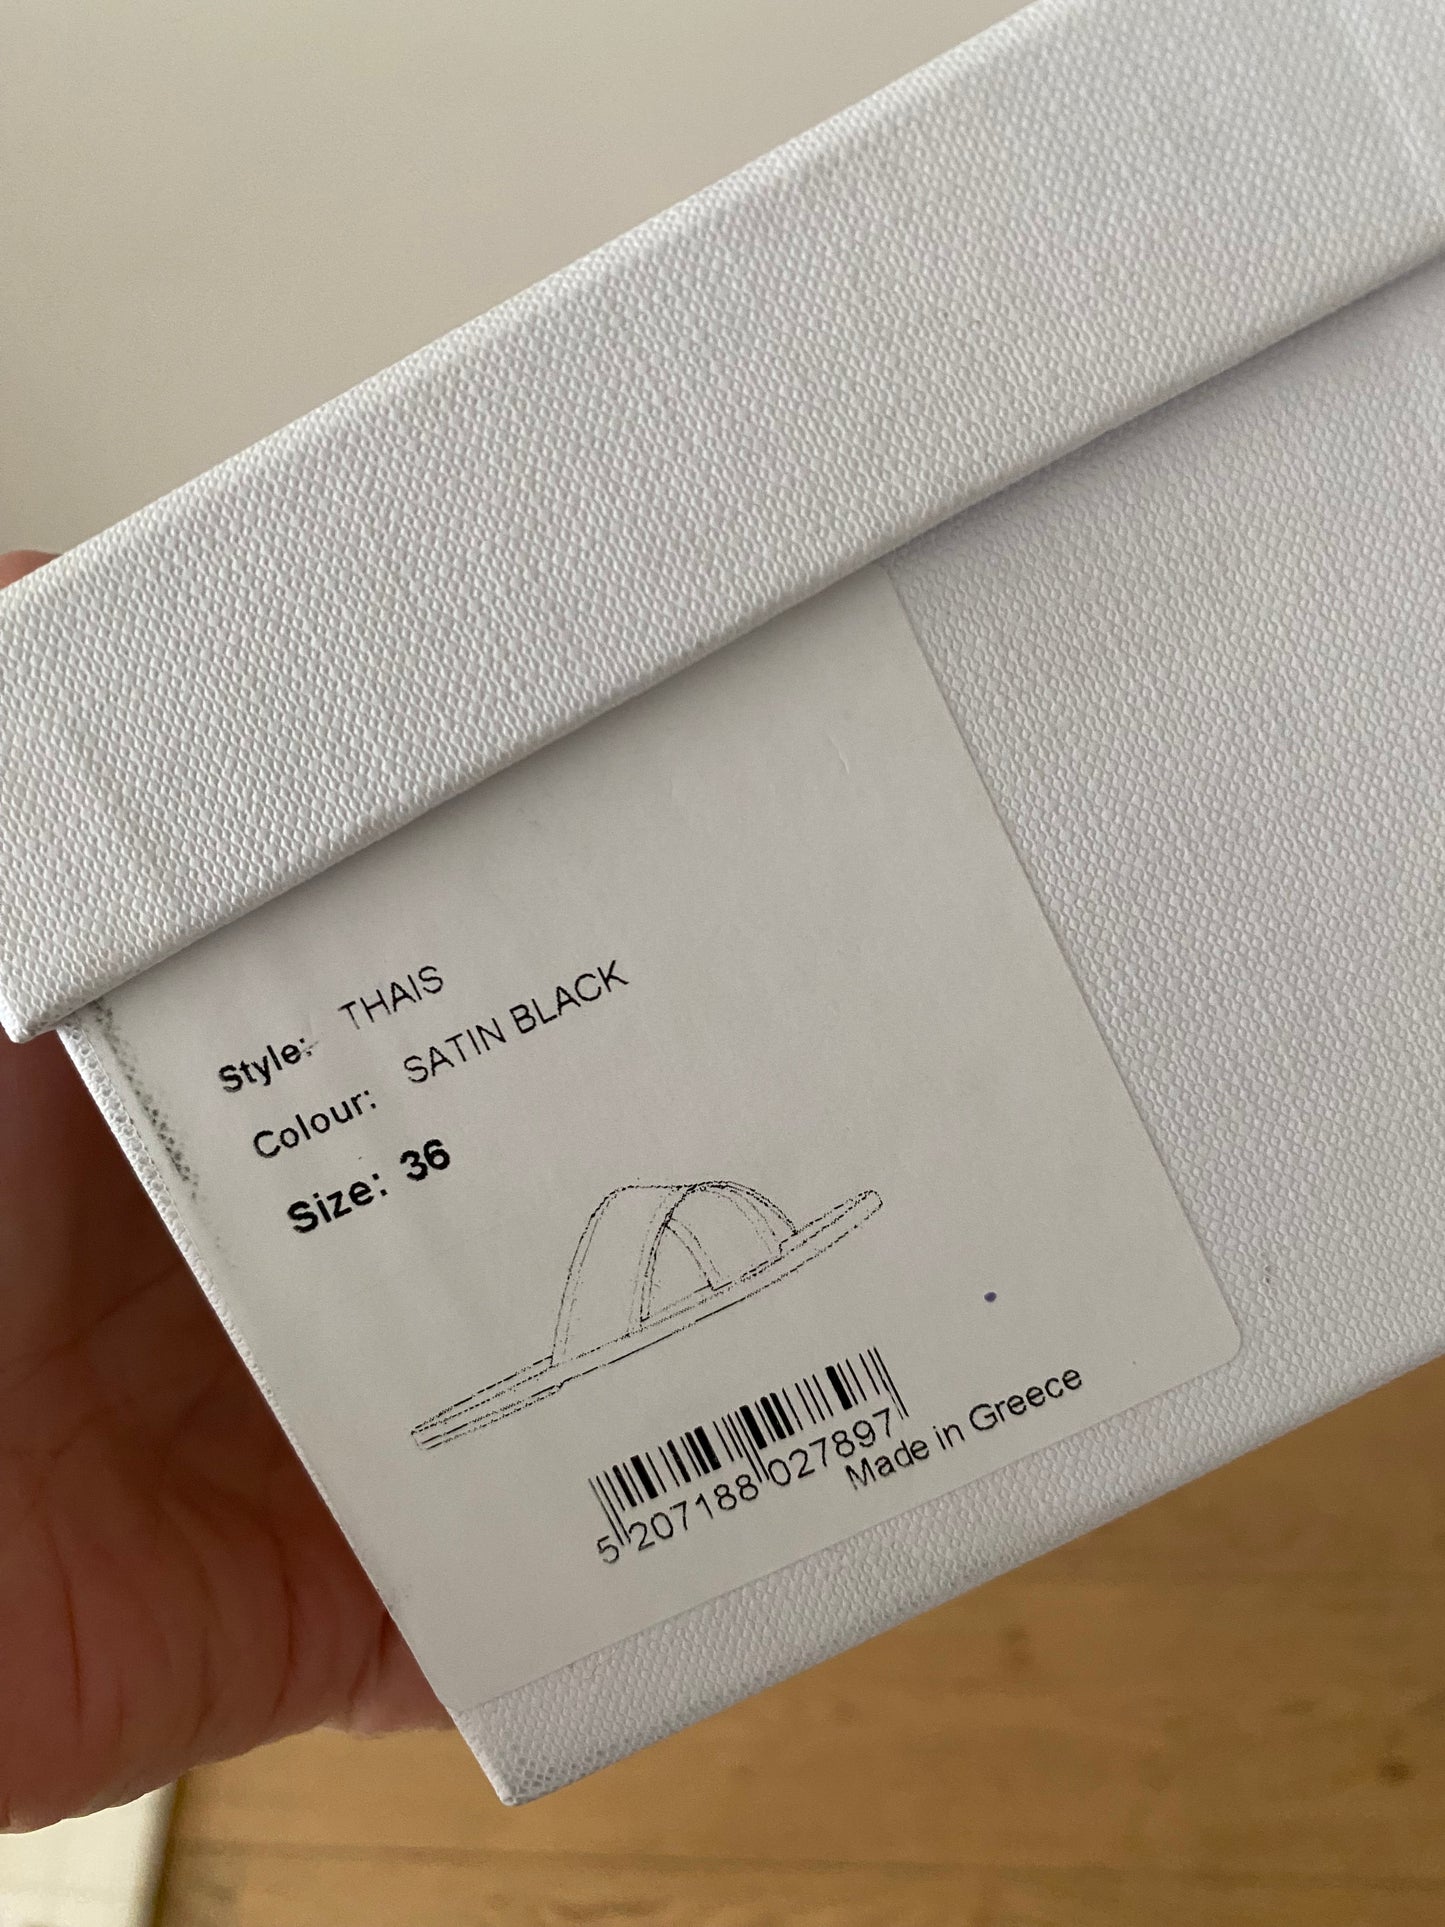 Style: THAIS
Colour: SATIN BLACK
Size: 36
5 207188 027897
Made in Greece